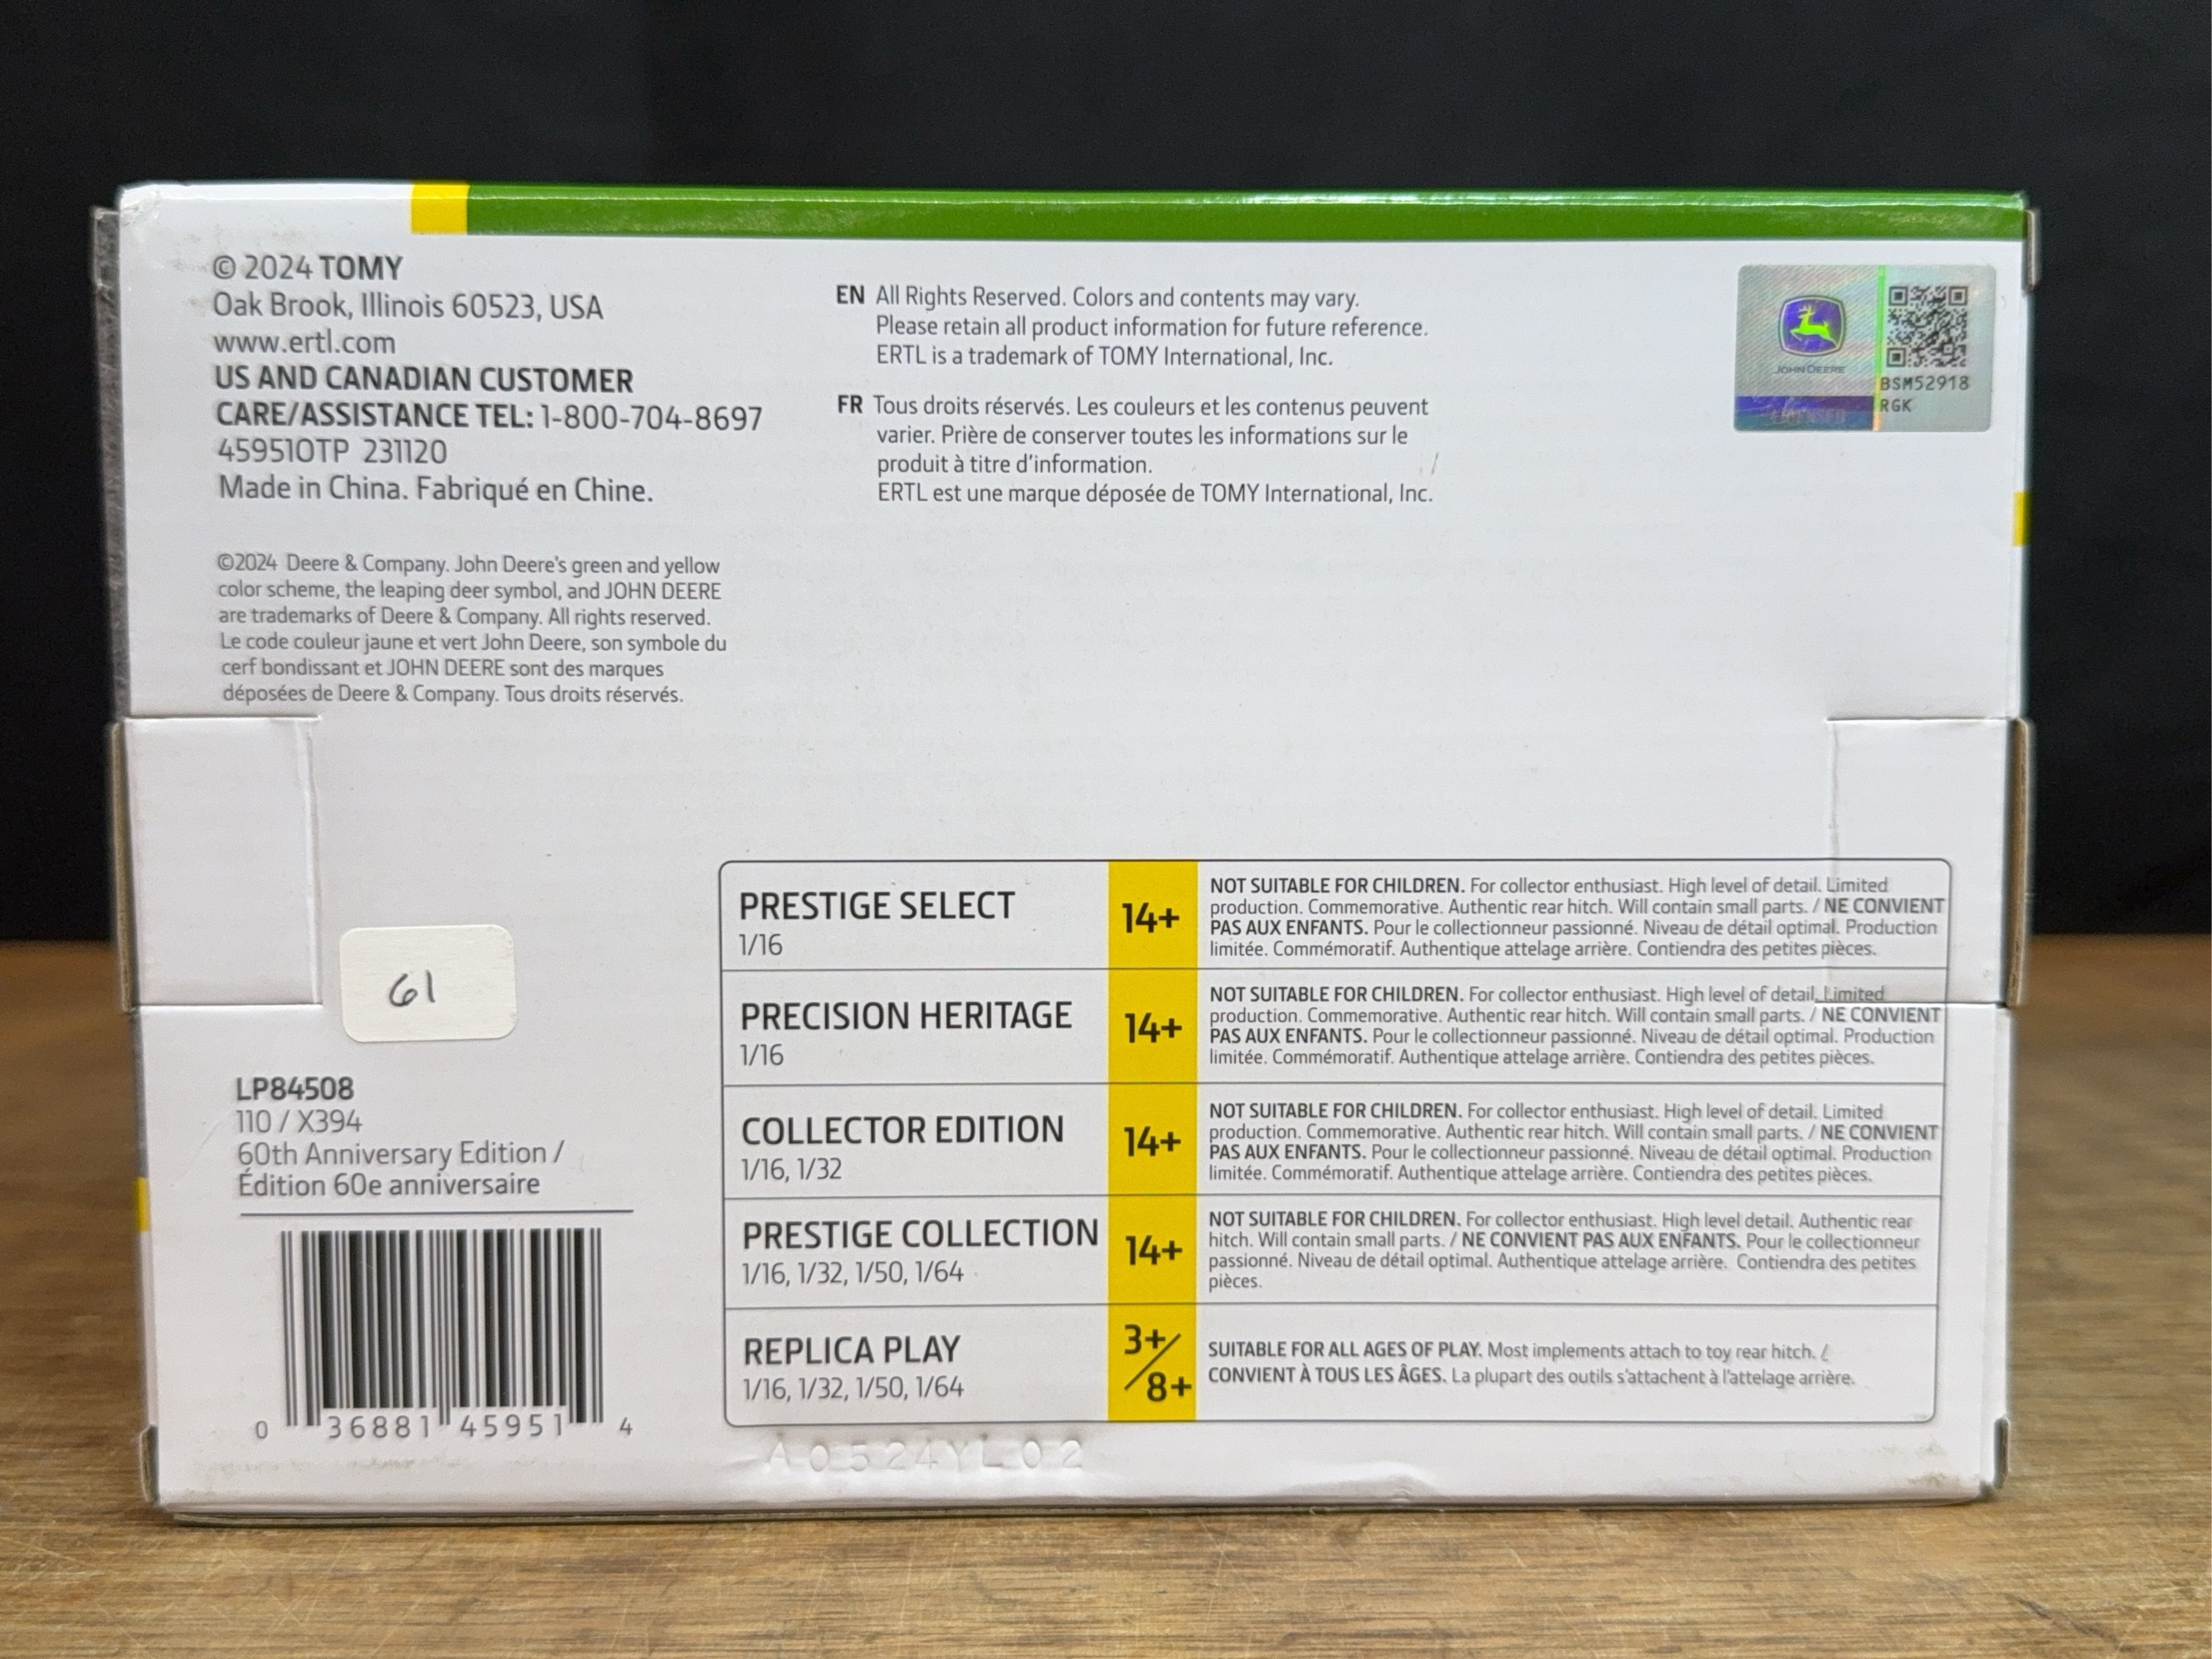 © 2024 TOMY
Oak Brook, Illinois 60523, USA
www.ertl.com
US AND CANADIAN CUSTOMER
CARE/ASSISTANCE TEL: 1-800-704-8697
45951OTP 231120
Made in China. Fabriqué en Chine.
©2024 Deere & Company. John Deere's green and yellow
color scheme, the leaping deer symbol, and JOHN DEERE
are trademarks of Deere & Company. All rights reserved.
Le code couleur jaune et vert John Deere, son symbole du
cerf bondissant et JOHN DEERE sont des marques
déposées de Deere & Company. Tous droits réservés.
EN All Rights Reserved. Colors and contents may vary.
Please retain all product information for future reference.
ERTL is a trademark of TOMY International, Inc.
FR Tous droits réservés. Les couleurs et les contenus peuvent
varier. Prière de conserver toutes les informations sur le
produit à titre d'information.
ERTL est une marque déposée de TOMY International, Inc.
JOHN DEERE
LICENSED
BSM52918
RGK
61
LP84508
110 / X394
60th Anniversary Edition /
Édition 60e anniversaire
0 36881 45951 4
PRESTIGE SELECT
1/16
14+
NOT SUITABLE FOR CHILDREN. For collector enthusiast. High level of detail. Limited
production. Commemorative. Authentic rear hitch. Will contain small parts. / NE CONVIENT
PAS AUX ENFANTS. Pour le collectionneur passionné. Niveau de détail optimal. Production
limitée. Commémoratif. Authentique attelage arrière. Contiendra des petites pièces.
PRECISION HERITAGE
1/16
14+
NOT SUITABLE FOR CHILDREN. For collector enthusiast. High level of detail. Limited
production. Commemorative. Authentic rear hitch. Will contain small parts. / NE CONVIENT
PAS AUX ENFANTS. Pour le collectionneur passionné. Niveau de détail optimal. Production
limitée. Commémoratif. Authentique attelage arrière. Contiendra des petites pièces.
COLLECTOR EDITION
1/16, 1/32
14+
NOT SUITABLE FOR CHILDREN. For collector enthusiast. High level of detail. Limited
production. Commemorative. Authentic rear hitch. Will contain small parts. / NE CONVIENT
PAS AUX ENFANTS. Pour le collectionneur passionné. Niveau de détail optimal. Production
limitée. Commémoratif. Authentique attelage arrière. Contiendra des petites pièces.
PRESTIGE COLLECTION
1/16, 1/32, 1/50, 1/64
14+
NOT SUITABLE FOR CHILDREN. For collector enthusiast. High level detail. Authentic rear
hitch. Will contain small parts. / NE CONVIENT PAS AUX ENFANTS. Pour le collectionneur
passionné. Niveau de détail optimal. Authentique attelage arrière. Contiendra des petites
pièces.
REPLICA PLAY
1/16, 1/32, 1/50, 1/64
3+/8+
SUITABLE FOR ALL AGES OF PLAY. Most implements attach to toy rear hitch. /
CONVIENT À TOUS LES ÂGES. La plupart des outils s'attachent à l'attelage arrière.
A0524YL02